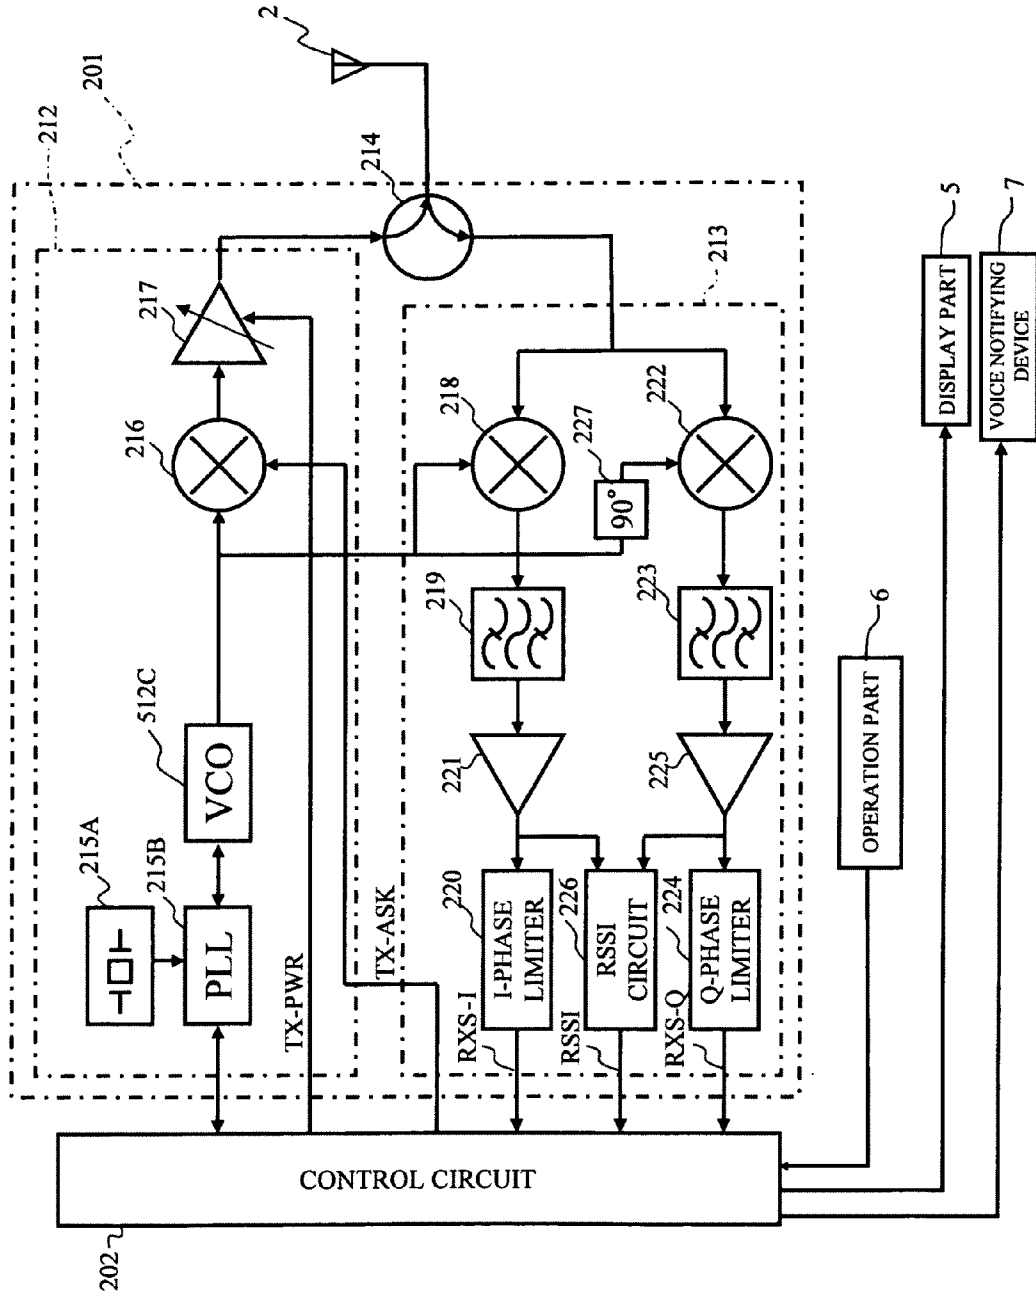 2
201
212
214
217
216
213
218
222
227
90°
219
223
512C
VCO
221
225
215A
215B
PLL
TX-PWR
TX-ASK
220
I-PHASE
LIMITER
226
RSSI
CIRCUIT
224
Q-PHASE
LIMITER
RXS-I
RSSI
RXS-Q
CONTROL CIRCUIT
202
5
DISPLAY PART
7
VOICE NOTIFYING
DEVICE
6
OPERATION PART